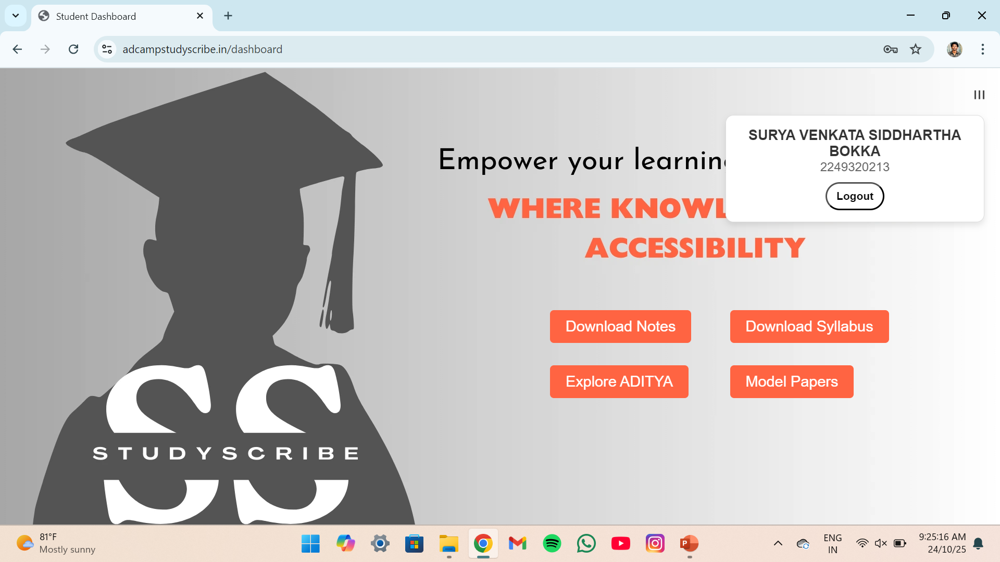 Student Dashboard
adcampstudyscribe.in/dashboard
SURYA VENKATA SIDDHARTHA
BOKKA
2249320213
Logout
Empower your learnin
WHERE KNOWL
ACCESSIBILITY
Download Notes
Download Syllabus
Explore ADITYA
Model Papers
SS
STUDYSCRIBE
81°F
Mostly sunny
P
ENG
IN
9:25:16 AM
24/10/25